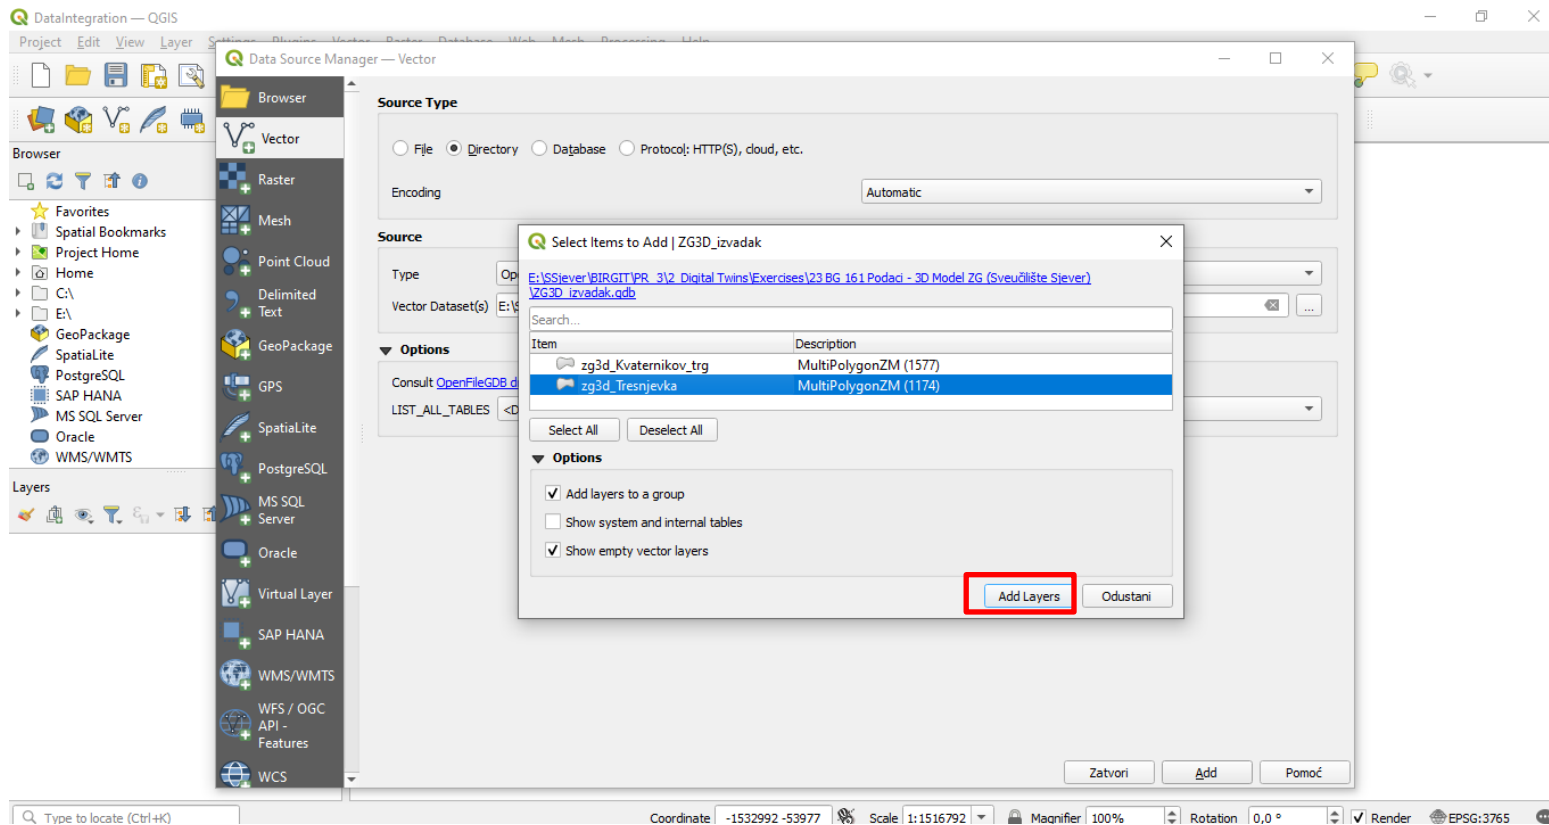 DataIntegration — QGIS
Project Edit View Layer
Data Source Manager — Vector
Browser
Vector
Raster
Mesh
Point Cloud
Delimited
Text
GeoPackage
GPS
SpatiaLite
PostgreSQL
MS SQL
Server
Oracle
Virtual Layer
SAP HANA
WMS/WMTS
WFS / OGC
API -
Features
WCS
Source Type
File Directory Database Protocol: HTTP(S), cloud, etc.
Encoding Automatic
Source
Type
Vector Dataset(s) E:\S
...
Options
Consult OpenFileGDB
LIST_ALL_TABLES <D
Select Items to Add | ZG3D_izvadak
E:\SSjever\BIRGIT\PR_3\2_Digital Twins\Exercises\23 BG 161 Podaci - 3D Model ZG (Sveučilište Sjever)
\ZG3D_izvadak.gdb
Search...
Item Description
zg3d_Kvaternikov_trg MultiPolygonZM (1577)
zg3d_Tresnjevka MultiPolygonZM (1174)
Select All Deselect All
Options
Add layers to a group
Show system and internal tables
Show empty vector layers
Add Layers Odustani
Zatvori Add Pomoć
Browser
Favorites
Spatial Bookmarks
Project Home
Home
C:\
E:\
GeoPackage
SpatiaLite
PostgreSQL
SAP HANA
MS SQL Server
Oracle
WMS/WMTS
Layers
Type to locate (Ctrl+K) Coordinate -1532992 -53977 Scale 1:1516792 Magnifier 100% Rotation 0,0 ° Render EPSG:3765